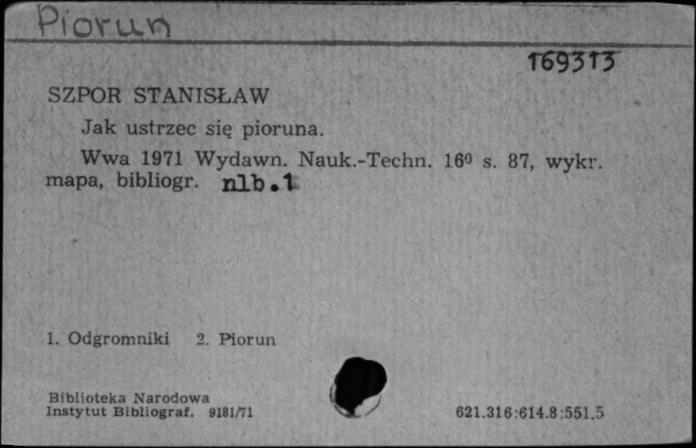 Piorun
169313
SZPOR STANISŁAW
Jak ustrzec się pioruna.
Wwa 1971 Wydawn. Nauk.-Techn. 16⁰ s. 87, wykr.
mapa, bibliogr. nlb.1
1. Odgromniki 2. Piorun
Biblioteka Narodowa
Instytut Bibliograf. 9181/71
621.316:614.8:551.5